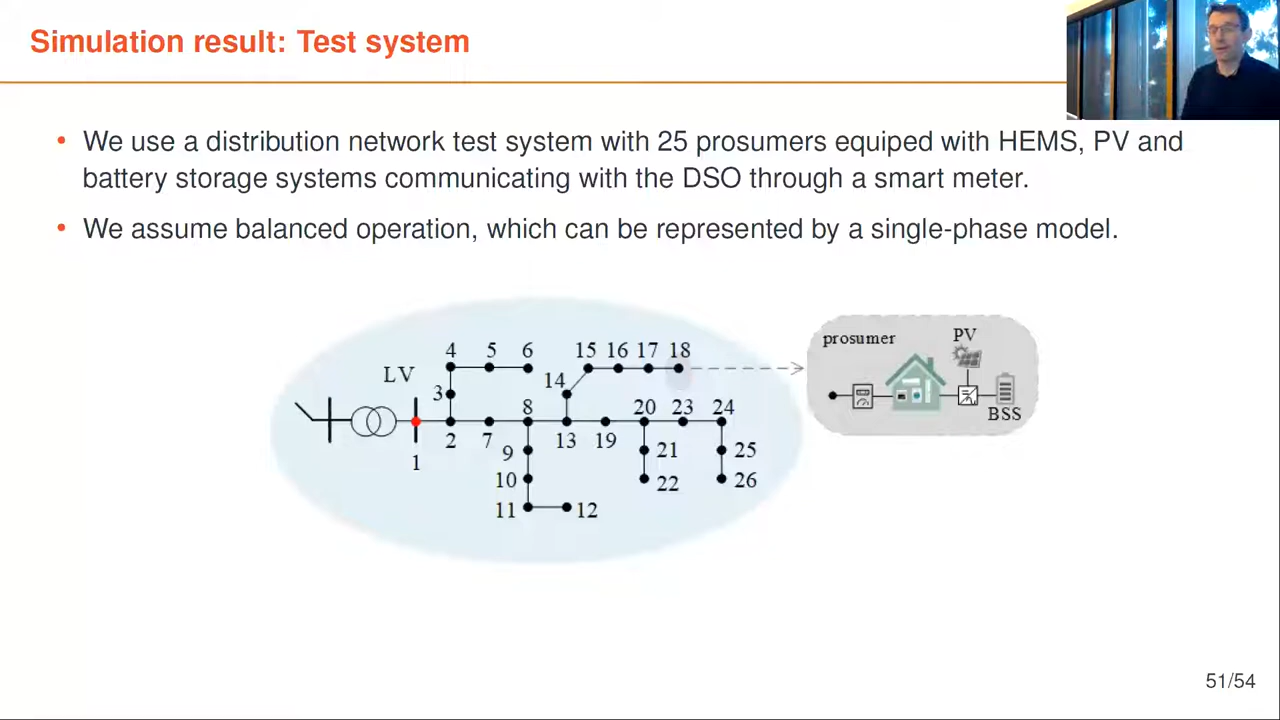 Simulation result: Test system
• We use a distribution network test system with 25 prosumers equiped with HEMS, PV and
battery storage systems communicating with the DSO through a smart meter.
• We assume balanced operation, which can be represented by a single-phase model.
4 5 6 15 16 17 18
LV 3 14
8 20 23 24
2 7 13 19
1 9 21 25
10 22 26
11 12
prosumer PV
BSS
51/54